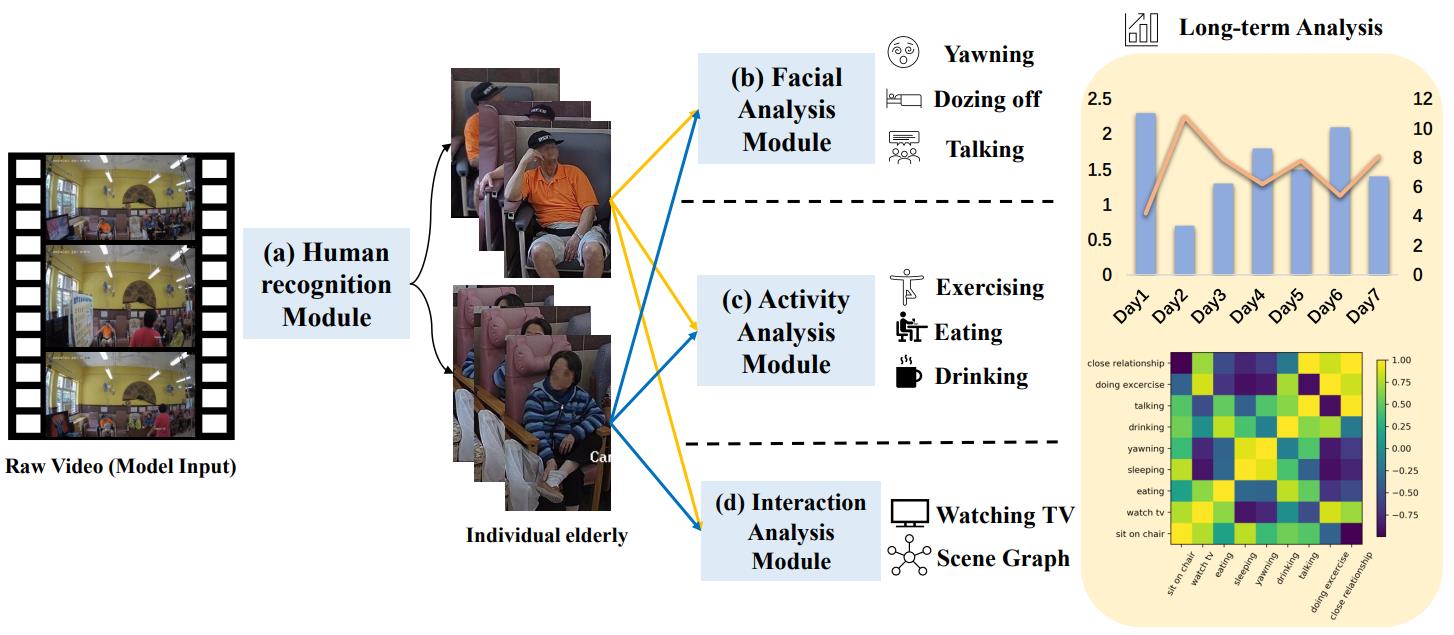 Raw Video (Model Input)
(a) Human
recognition
Module
Individual elderly
(b) Facial
Analysis
Module
Yawning
Dozing off
Talking
(c) Activity
Analysis
Module
Exercising
Eating
Drinking
(d) Interaction
Analysis
Module
Watching TV
Scene Graph
Long-term Analysis
2.5
2
1.5
1
0.5
0
12
10
8
6
4
2
0
Day1
Day2
Day3
Day4
Day5
Day6
Day7
close relationship
doing excercise
talking
drinking
yawning
sleeping
eating
watch tv
sit on chair
sit on chair
watch tv
eating
sleeping
yawning
drinking
talking
doing excercise
close relationship
1.00
0.75
0.50
0.25
0.00
−0.25
−0.50
−0.75